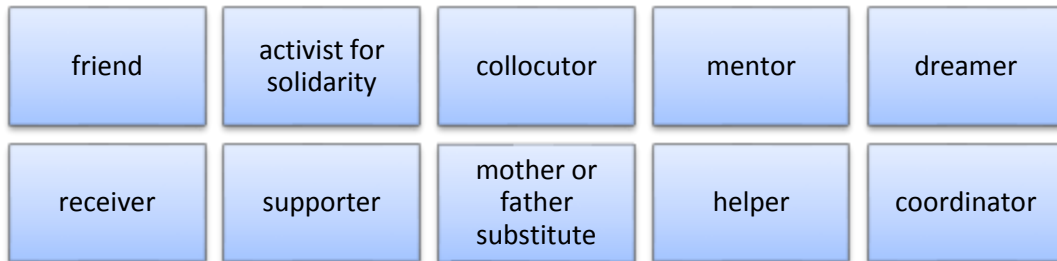 friend
activist for
solidarity
collocutor
mentor
dreamer
receiver
supporter
mother or
father
substitute
helper
coordinator